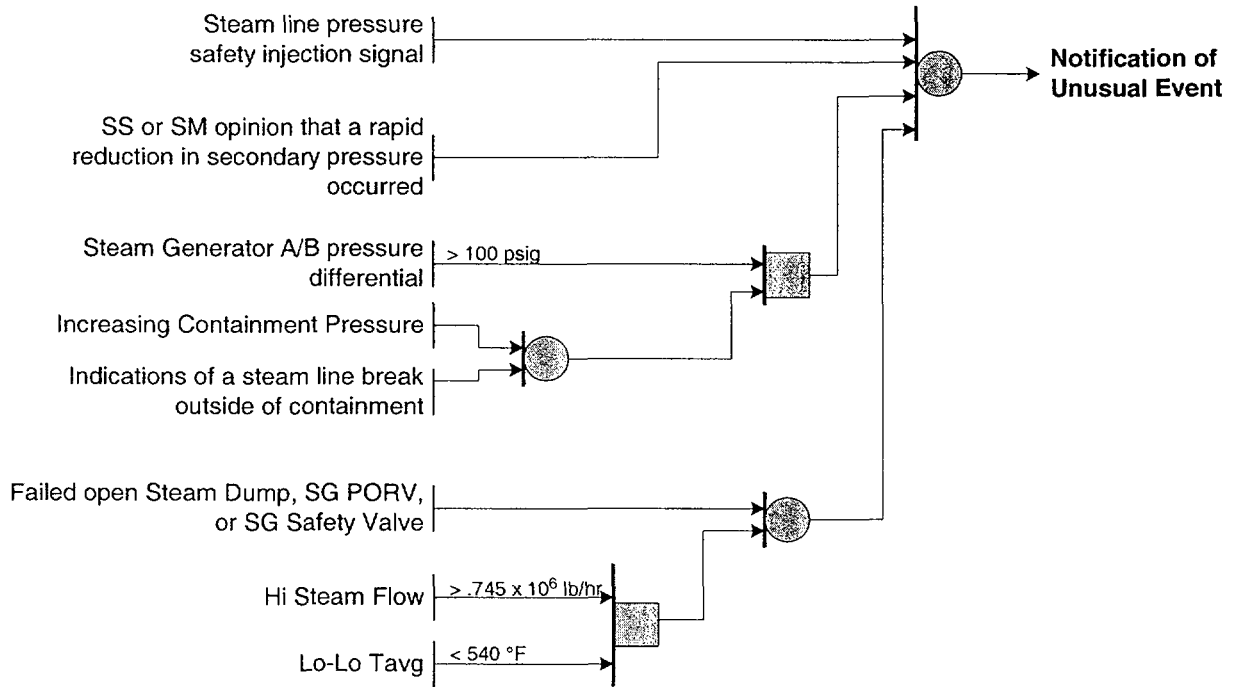 Steam line pressure
safety injection signal
Notification of
Unusual Event
SS or SM opinion that a rapid
reduction in secondary pressure
occurred
Steam Generator A/B pressure
differential
> 100 psig
Increasing Containment Pressure
Indications of a steam line break
outside of containment
Failed open Steam Dump, SG PORV,
or SG Safety Valve
Hi Steam Flow
> .745 x 10⁶ lb/hr
Lo-Lo Tavg
< 540 °F